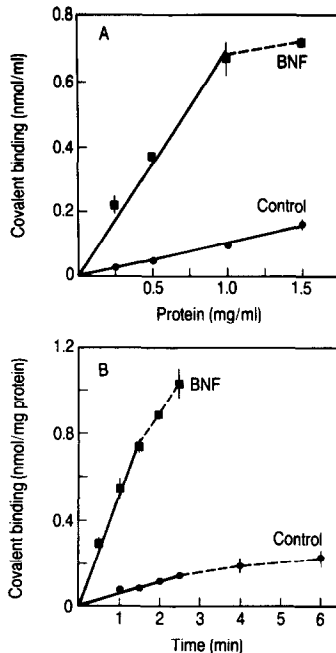 A
Covalent binding (nmol/ml)
0.8
0.6
0.4
0.2
0
BNF
Control
0.5
1.0
1.5
Protein (mg/ml)
B
Covalent binding (nmol/mg protein)
1.2
0.8
0.4
0
BNF
Control
1
2
3
4
5
6
Time (min)